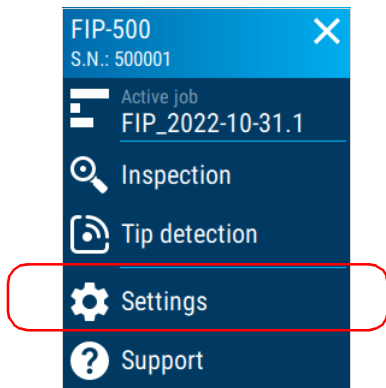 FIP-500
S.N.: 500001
Active job
FIP_2022-10-31.1
Inspection
Tip detection
Settings
? Support